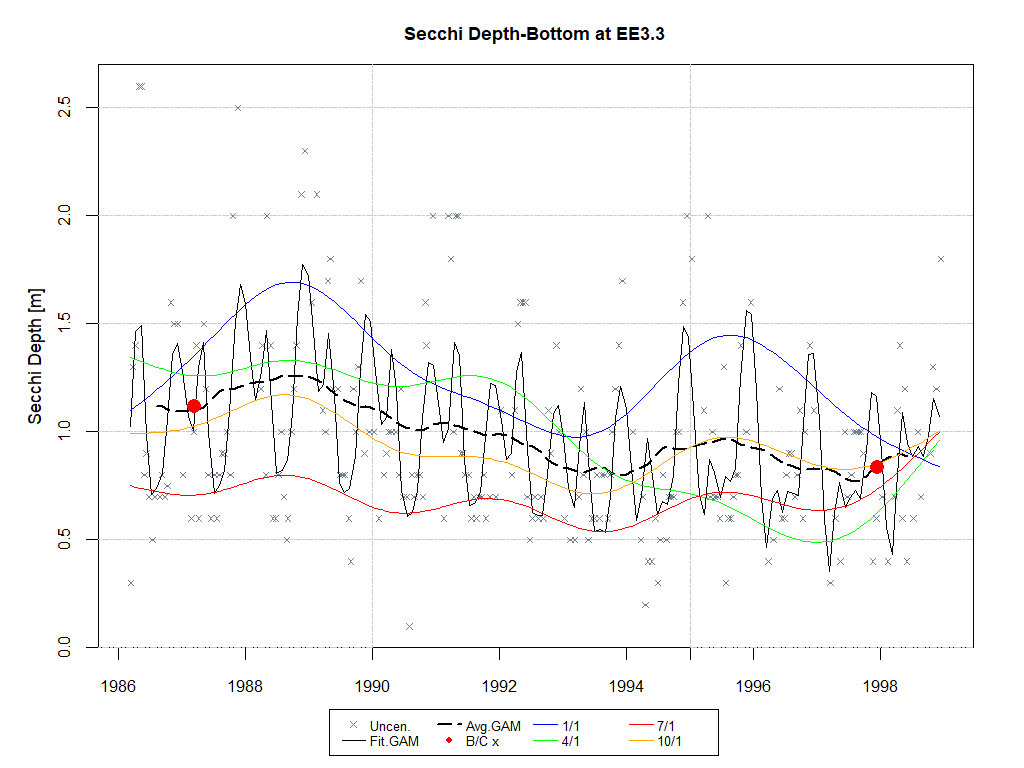 Secchi Depth-Bottom at EE3.3
Secchi Depth [m]
2.5
2.0
1.5
1.0
0.5
0.0
1986 1988 1990 1992 1994 1996 1998
Uncen. Avg.GAM 1/1 7/1
Fit.GAM B/C x 4/1 10/1